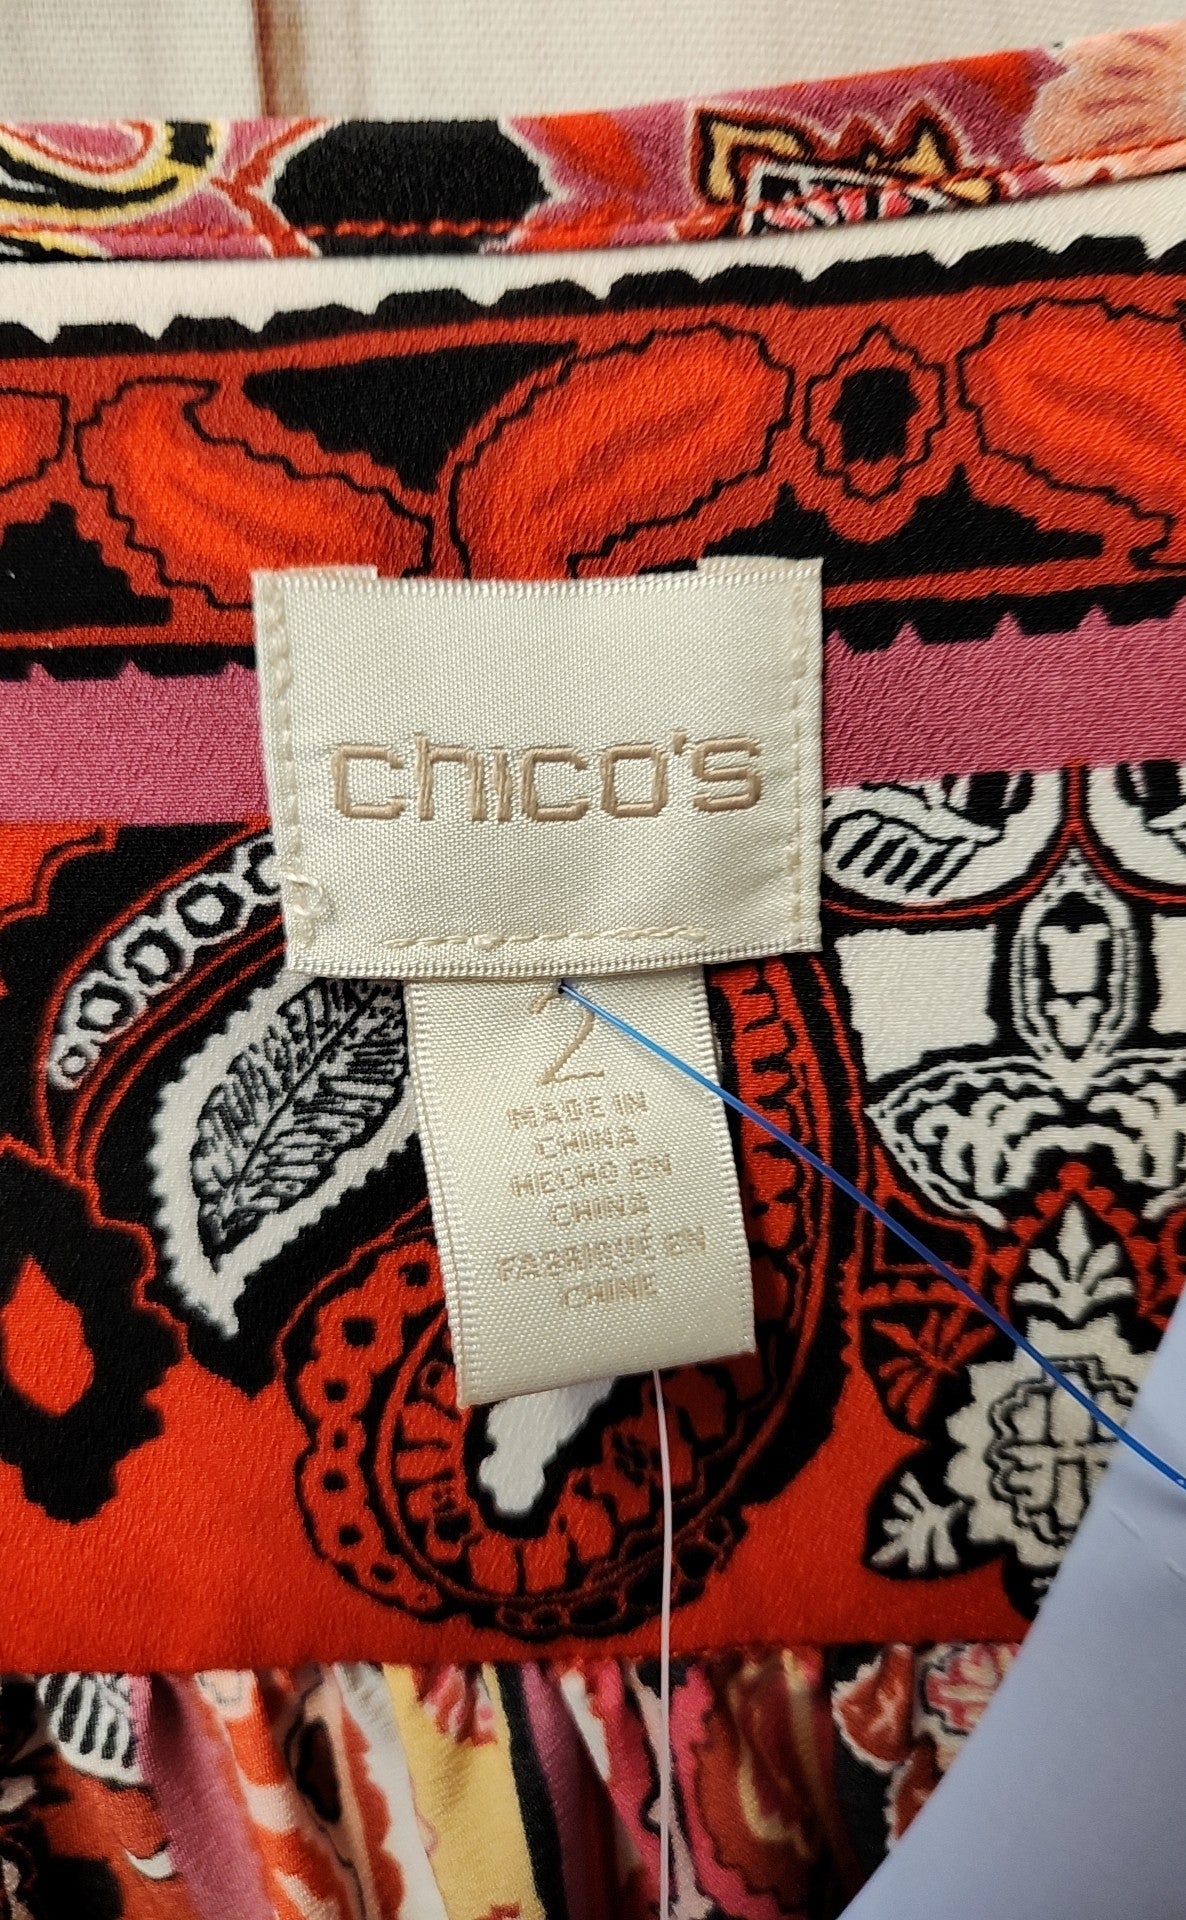 chico's
2
MADE IN
CHINA
HECHO EN
CHINA
FABRIQUÉ EN
CHINE